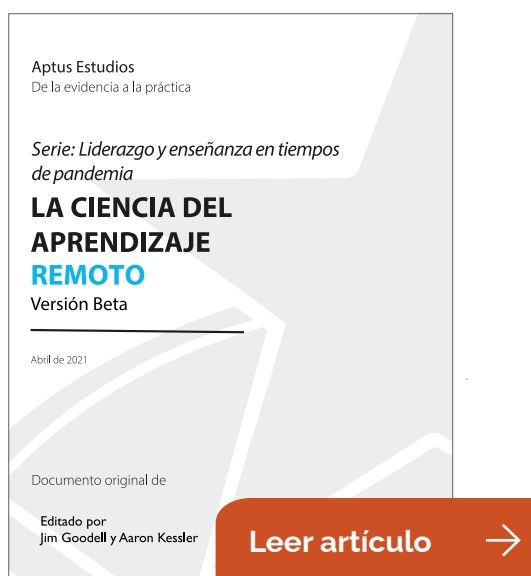 Aptus Estudios
De la evidencia a la práctica
Serie: Liderazgo y enseñanza en tiempos
de pandemia
LA CIENCIA DEL
APRENDIZAJE
REMOTO
Versión Beta
Abril de 2021
Documento original de
Editado por
Jim Goodell y Aaron Kessler
Leer artículo